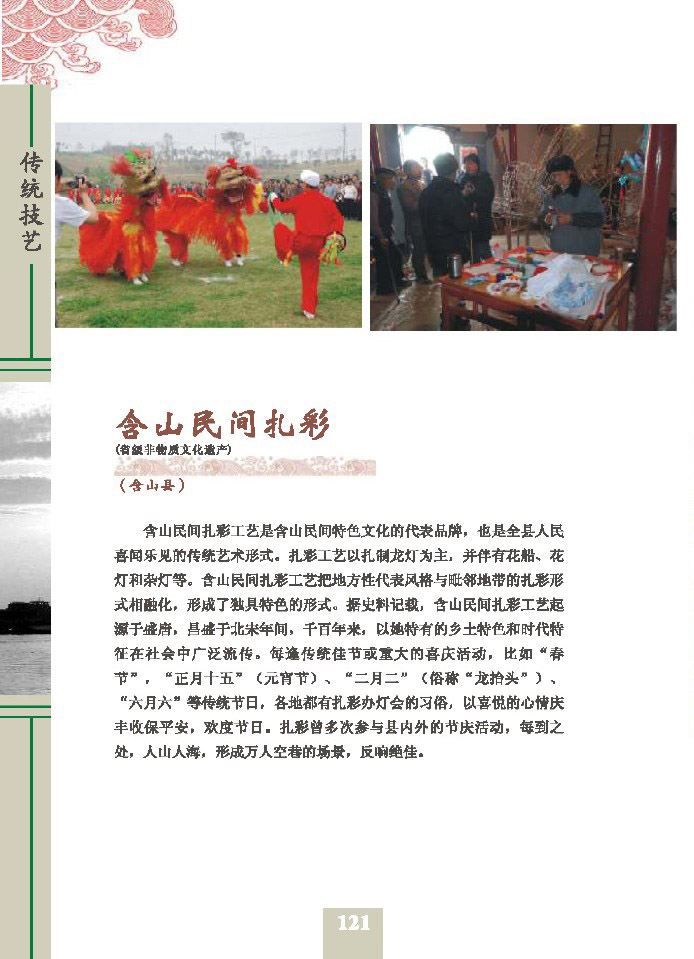 传统技艺
含山民间扎彩
(省级非物质文化遗产)
（含山县）
含山民间扎彩工艺是含山民间特色文化的代表品牌，也是全县人民
喜闻乐见的传统艺术形式。扎彩工艺以扎制龙灯为主，并伴有花船、花
灯和杂灯等。含山民间扎彩工艺把地方性代表风格与毗邻地带的扎彩形
式相融化，形成了独具特色的形式。据史料记载，含山民间扎彩工艺起
源于盛唐，昌盛于北宋年间，千百年来，以她特有的乡土特色和时代特
征在社会中广泛流传。每逢传统佳节或重大的喜庆活动，比如“春
节”，“正月十五”（元宵节）、“二月二”（俗称“龙抬头”）、
“六月六”等传统节日，各地都有扎彩办灯会的习俗，以喜悦的心情庆
丰收保平安，欢度节日。扎彩曾多次参与县内外的节庆活动，每到之
处，人山人海，形成万人空巷的场景，反响绝佳。
121